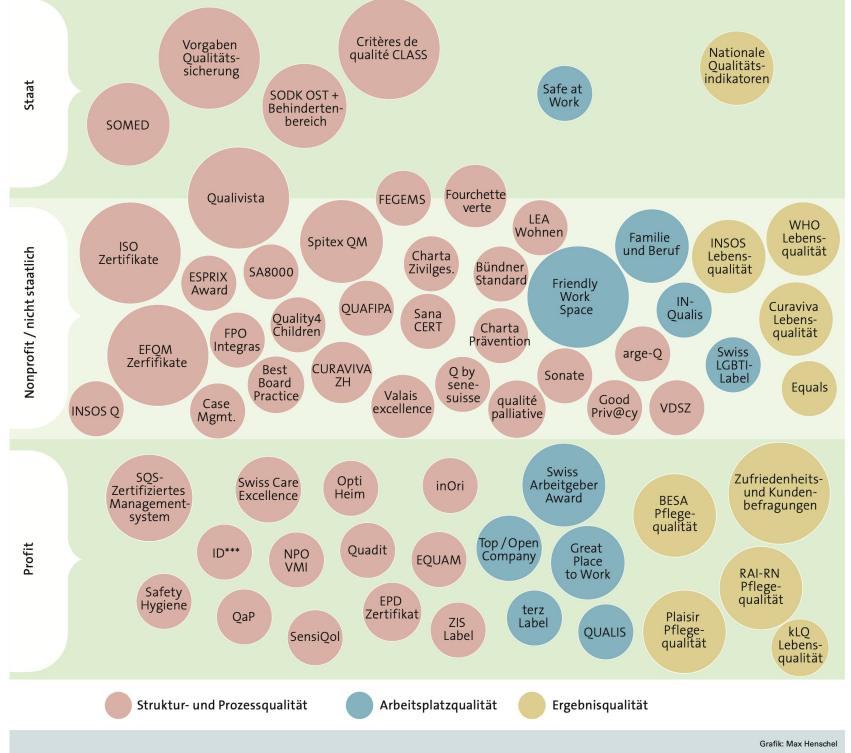 Staat
Vorgaben
Qualitäts-
sicherung
Critères de
qualité CLASS
SODK OST +
Behinderten-
bereich
SOMED
Safe at
Work
Nationale
Qualitäts-
indikatoren
Nonprofit / nicht staatlich
Qualivista
FEGEMS
Fourchette
verte
LEA
Wohnen
ISO
Zertifikate
Spitex QM
ESPRIX
Award
SA8000
Charta
Zivilges.
Bündner
Standard
Familie
und Beruf
INSOS
Lebens-
qualität
WHO
Lebens-
qualität
Friendly
Work
Space
QUAFIPA
Quality4
Children
Sana
CERT
Charta
Prävention
IN-
Qualis
Curaviva
Lebens-
qualität
EFQM
Zerfifikate
FPO
Integras
Best
Board
Practice
CURAVIVA
ZH
Q by
sene-
suisse
Sonate
arge-Q
Swiss
LGBTI-
Label
Equals
INSOS Q
Case
Mgmt.
Valais
excellence
qualité
palliative
Good
Priv@cy
VDSZ
Profit
SQS-
Zertifiziertes
Management-
system
Swiss Care
Excellence
Opti
Heim
inOri
Swiss
Arbeitgeber
Award
BESA
Pflege-
qualität
Zufriedenheits-
und Kunden-
befragungen
ID***
NPO
VMI
Quadit
EQUAM
Top / Open
Company
Great
Place
to Work
RAI-RN
Pflege-
qualität
Safety
Hygiene
QaP
SensiQol
EPD
Zertifikat
ZIS
Label
terz
Label
QUALIS
Plaisir
Pflege-
qualität
kLQ
Lebens-
qualität
Struktur- und Prozessqualität
Arbeitsplatzqualität
Ergebnisqualität
Grafik: Max Henschel